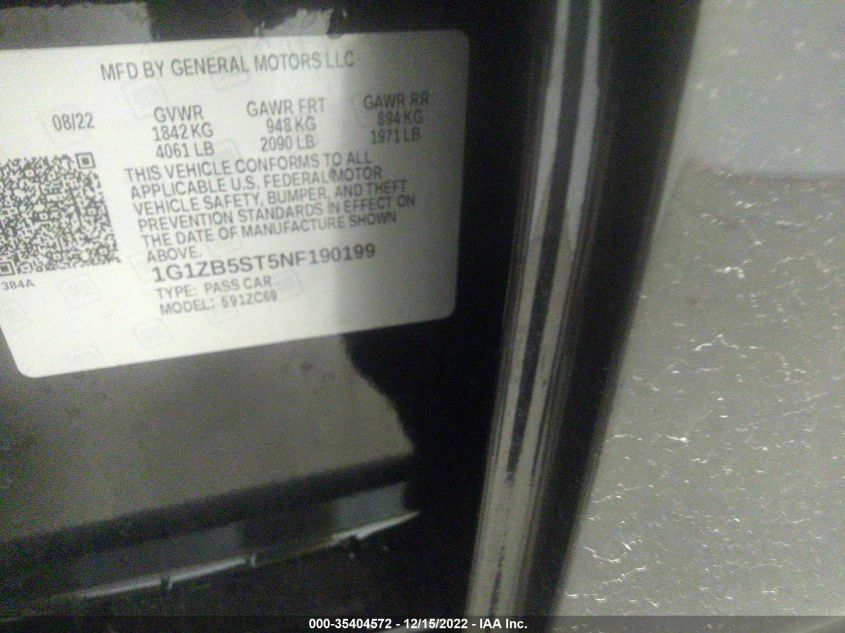 MFD BY GENERAL MOTORS LLC
08/22 GVWR GAWR FRT GAWR RR
1842 KG 948 KG 894 KG
4061 LB 2090 LB 1971 LB
THIS VEHICLE CONFORMS TO ALL
APPLICABLE U.S. FEDERAL MOTOR
VEHICLE SAFETY, BUMPER, AND THEFT
PREVENTION STANDARDS IN EFFECT ON
THE DATE OF MANUFACTURE SHOWN
ABOVE.
1G1ZB5ST5NF190199
384A
TYPE: PASS CAR
MODEL: 591ZC69
000-35404572 - 12/15/2022 - IAA Inc.